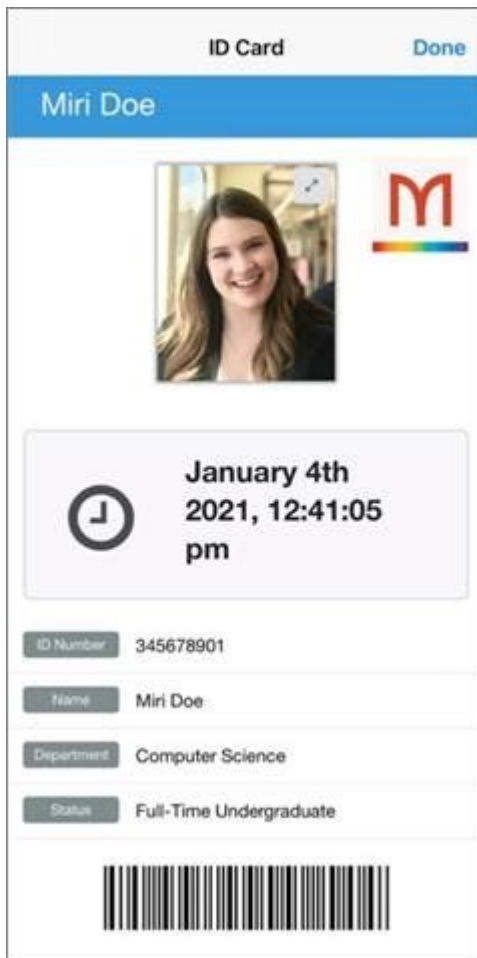 ID Card Done
Miri Doe
M
January 4th
2021, 12:41:05
pm
ID Number 345678901
Name Miri Doe
Department Computer Science
Status Full-Time Undergraduate